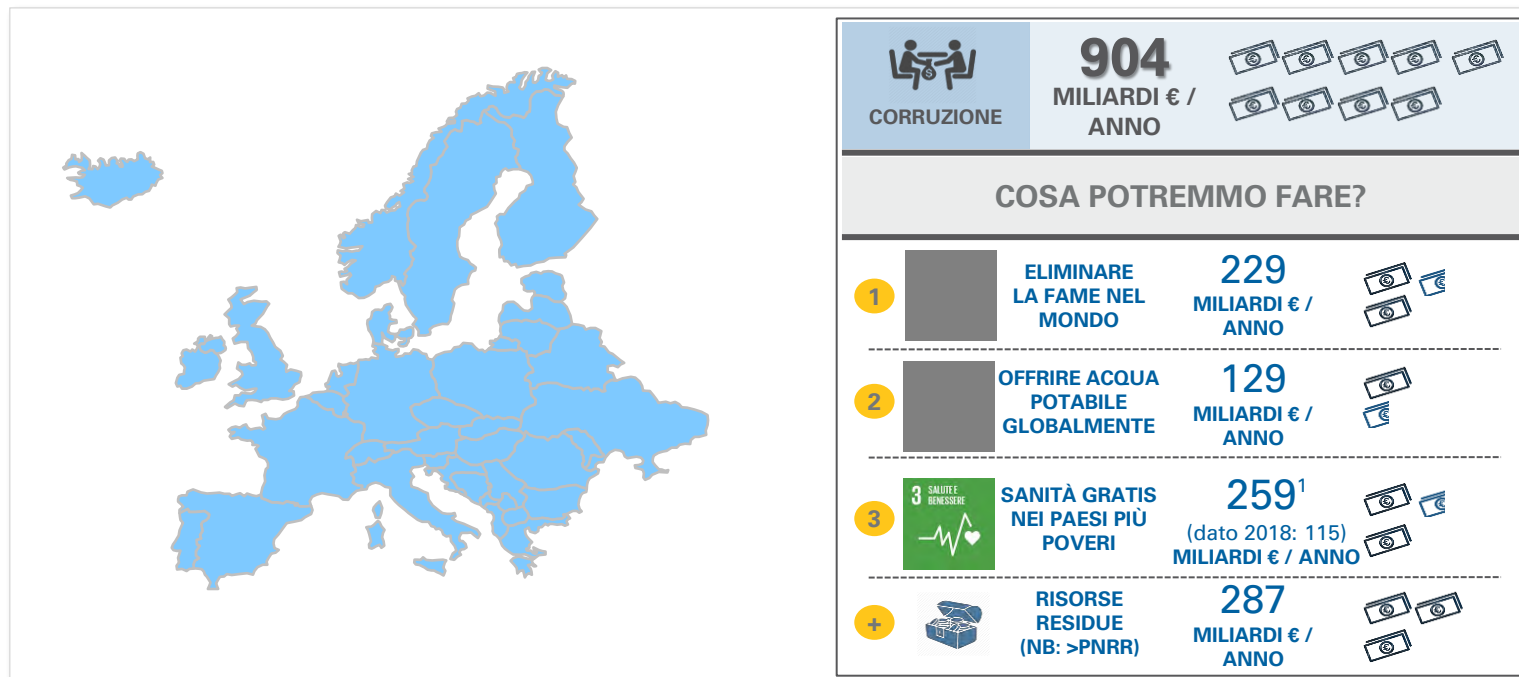 CORRUZIONE
904
MILIARDI € /
ANNO
COSA POTREMMO FARE?
1
ELIMINARE
LA FAME NEL
MONDO
229
MILIARDI € /
ANNO
2
OFFRIRE ACQUA
POTABILE
GLOBALMENTE
129
MILIARDI € /
ANNO
3
3 SALUTE E
BENESSERE
SANITÀ GRATIS
NEI PAESI PIÙ
POVERI
259¹
(dato 2018: 115)
MILIARDI € / ANNO
+
RISORSE
RESIDUE
(NB: >PNRR)
287
MILIARDI € /
ANNO